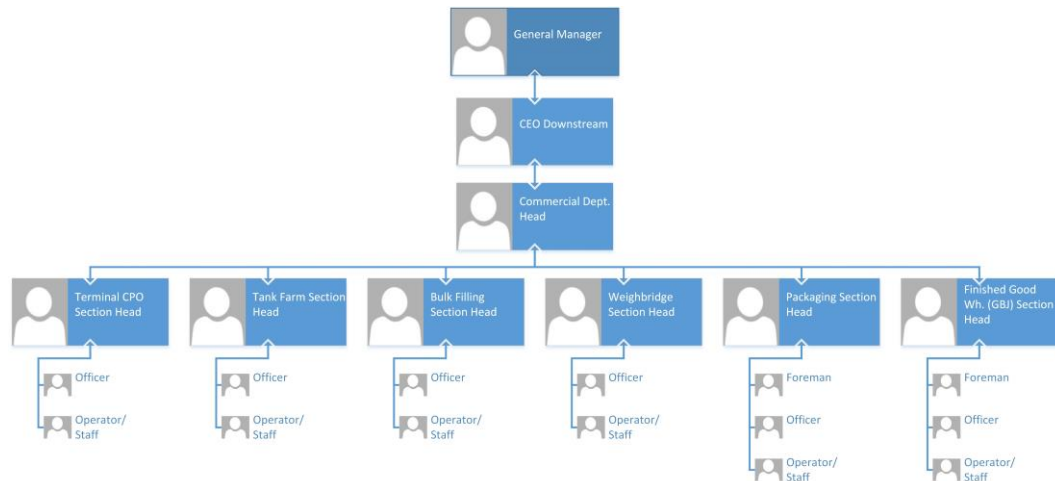 General Manager
CEO Downstream
Commercial Dept.
Head
Terminal CPO
Section Head
Tank Farm Section
Head
Bulk Filling
Section Head
Weighbridge
Section Head
Packaging Section
Head
Finished Good
Wh. (GBJ) Section
Head
Officer
Operator/
Staff
Officer
Operator/
Staff
Officer
Operator/
Staff
Officer
Operator/
Staff
Foreman
Officer
Operator/
Staff
Foreman
Officer
Operator/
Staff